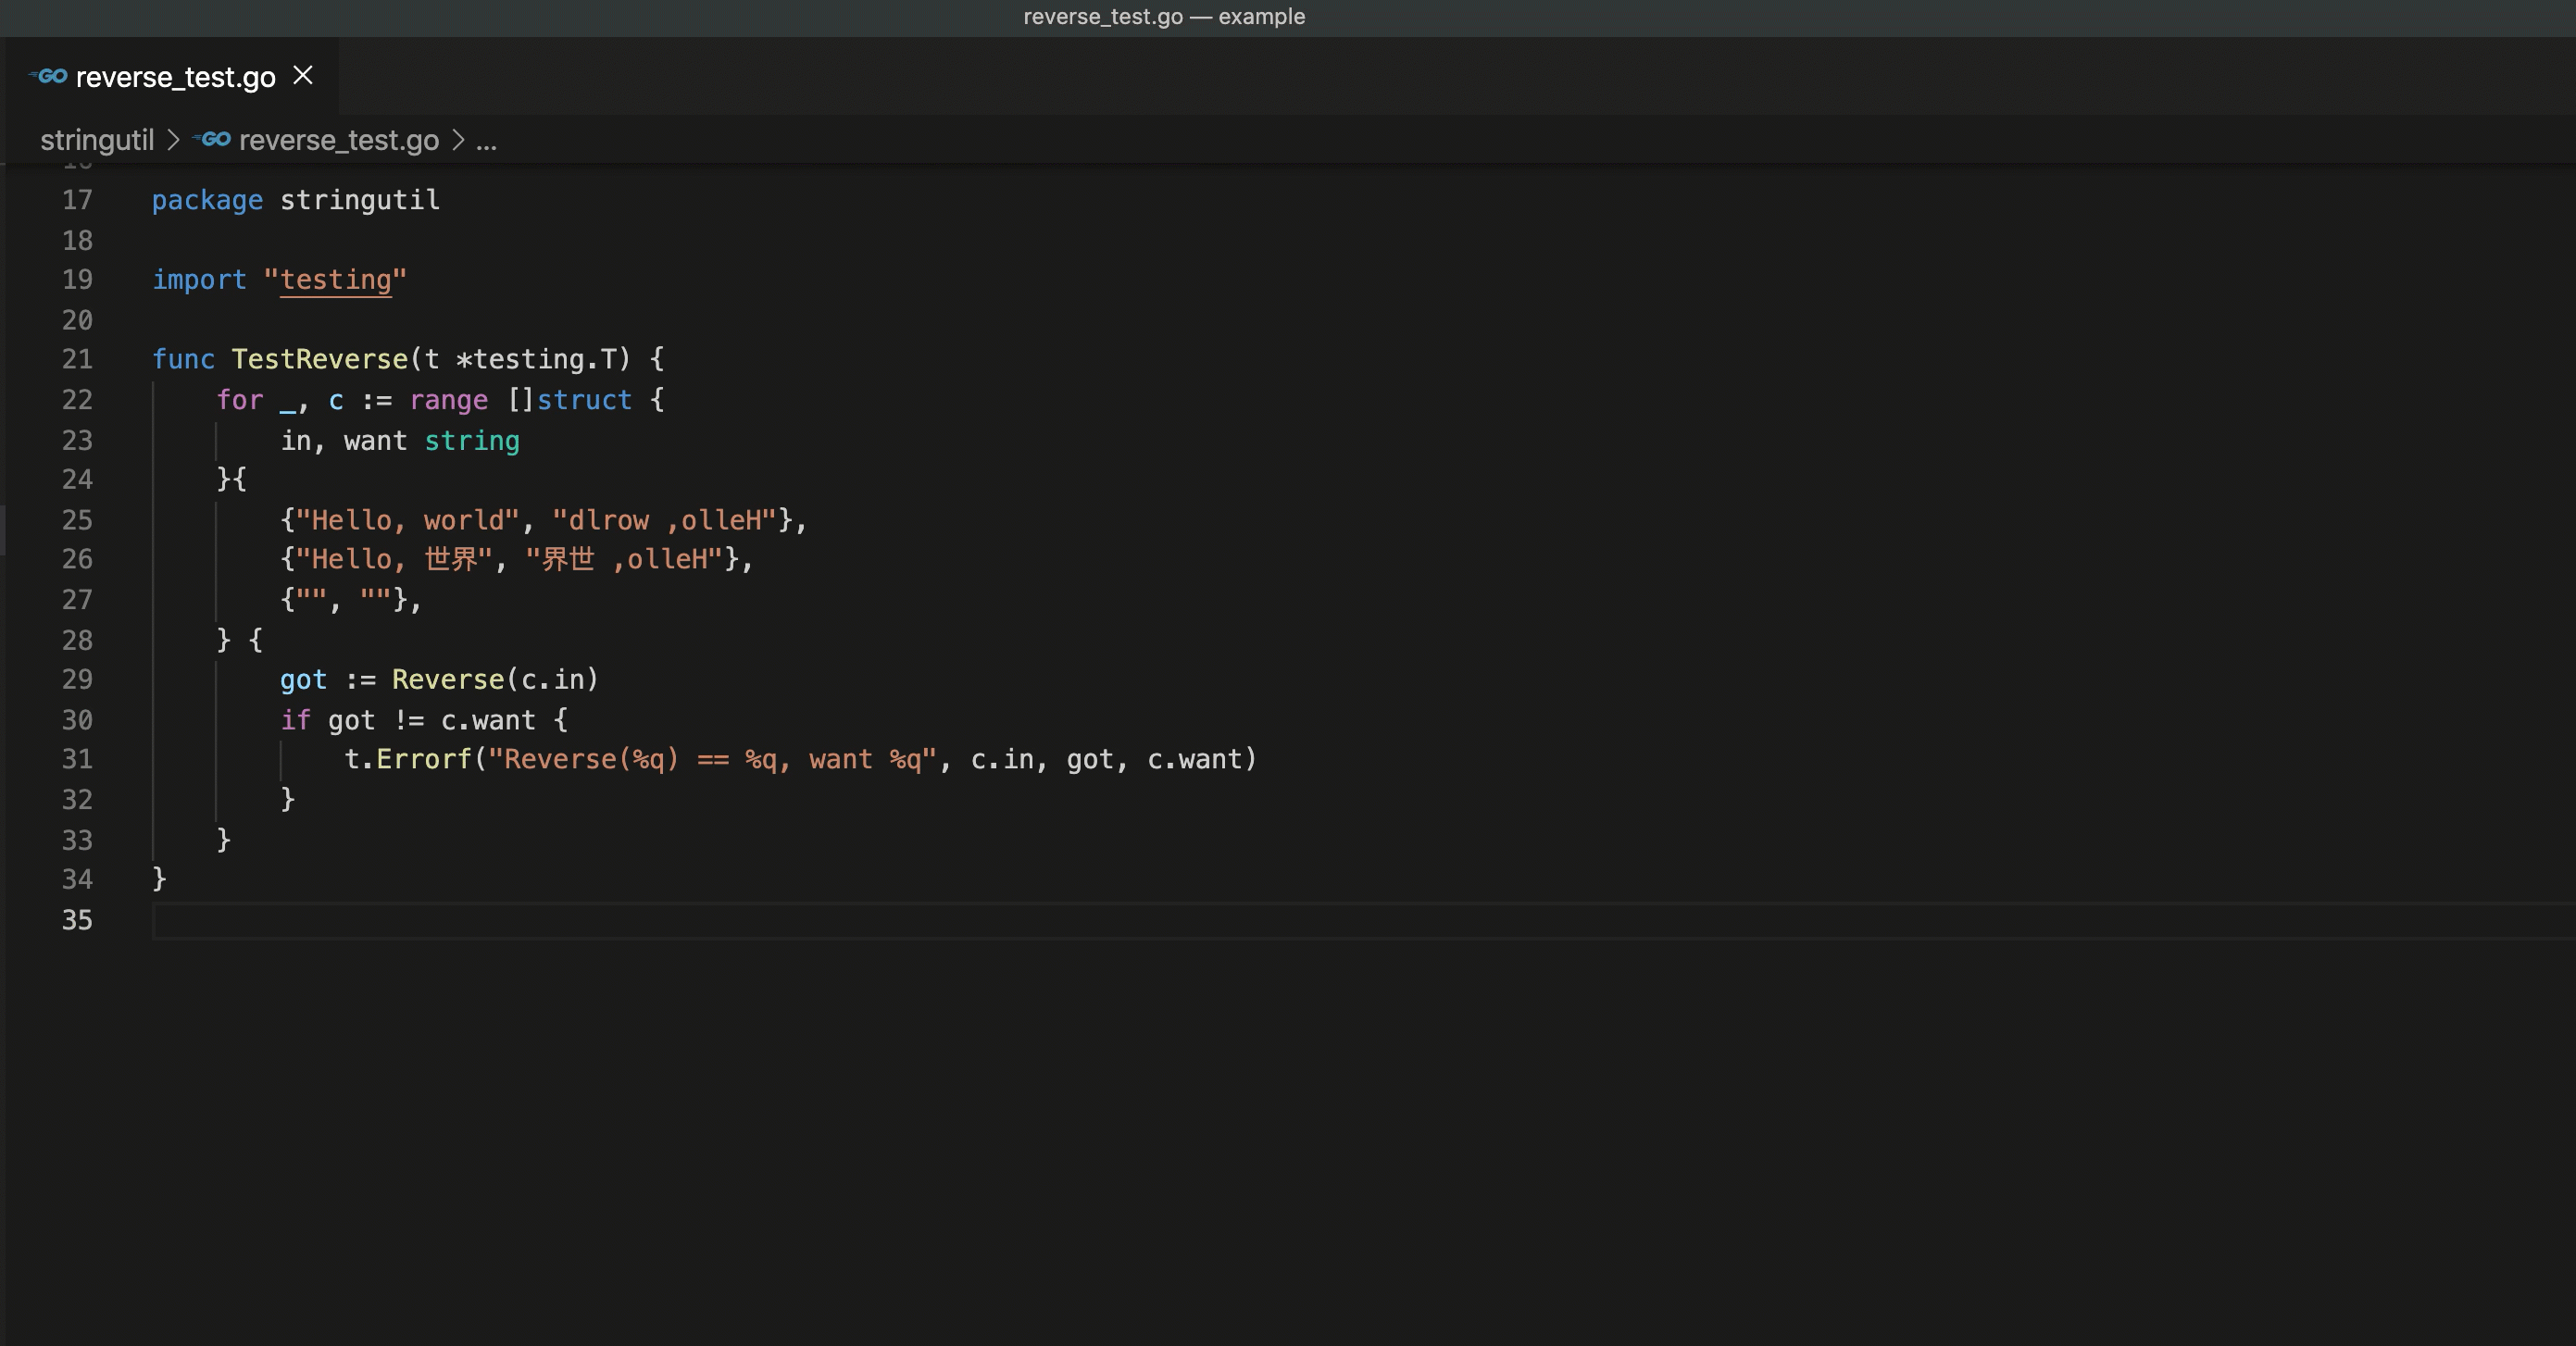 reverse_test.go — example
GO reverse_test.go ×
stringutil > GO reverse_test.go > ...
17 package stringutil
18
19 import "testing"
20
21 func TestReverse(t *testing.T) {
22 for _, c := range []struct {
23 in, want string
24 }{
25 {"Hello, world", "dlrow ,olleH"},
26 {"Hello, 世界", "界世 ,olleH"},
27 {"", ""},
28 } {
29 got := Reverse(c.in)
30 if got != c.want {
31 t.Errorf("Reverse(%q) == %q, want %q", c.in, got, c.want)
32 }
33 }
34 }
35